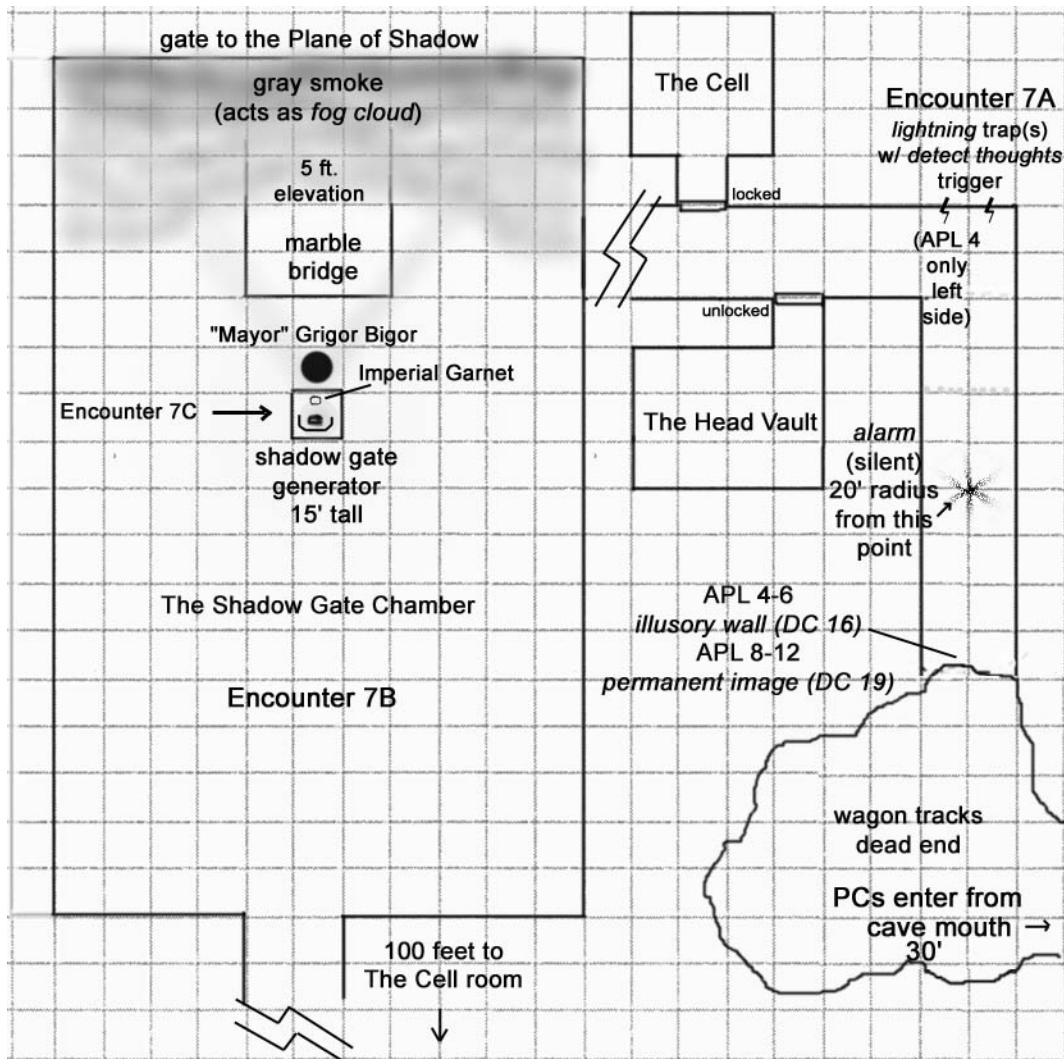 gate to the Plane of Shadow
gray smoke
(acts as fog cloud)
5 ft.
elevation
marble
bridge
"Mayor" Grigor Bigor
Imperial Garnet
Encounter 7C
shadow gate
generator
15' tall
The Shadow Gate Chamber
Encounter 7B
100 feet to
The Cell room
The Cell
locked
Encounter 7A
lightning trap(s)
w/ detect thoughts
trigger
(APL 4
only
left
side)
unlocked
The Head Vault
alarm
(silent)
20' radius
from this
point
APL 4-6
illusory wall (DC 16)
APL 8-12
permanent image (DC 19)
wagon tracks
dead end
PCs enter from
cave mouth
30'